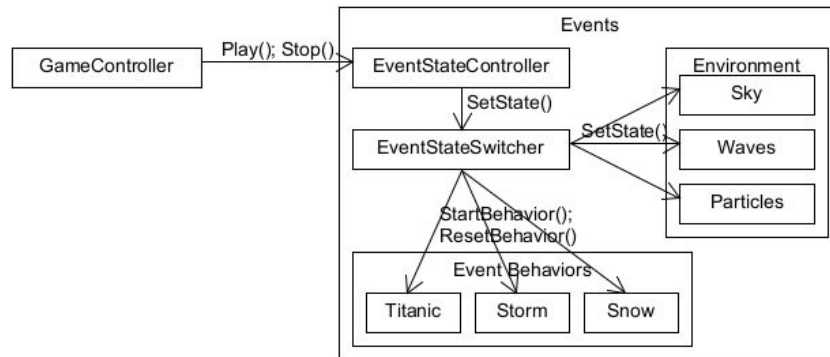 Events
Play(); Stop()
GameController
EventStateController
Environment
Sky
SetState()
SetState()
EventStateSwitcher
Waves
Particles
StartBehavior();
ResetBehavior()
Event Behaviors
Titanic
Storm
Snow